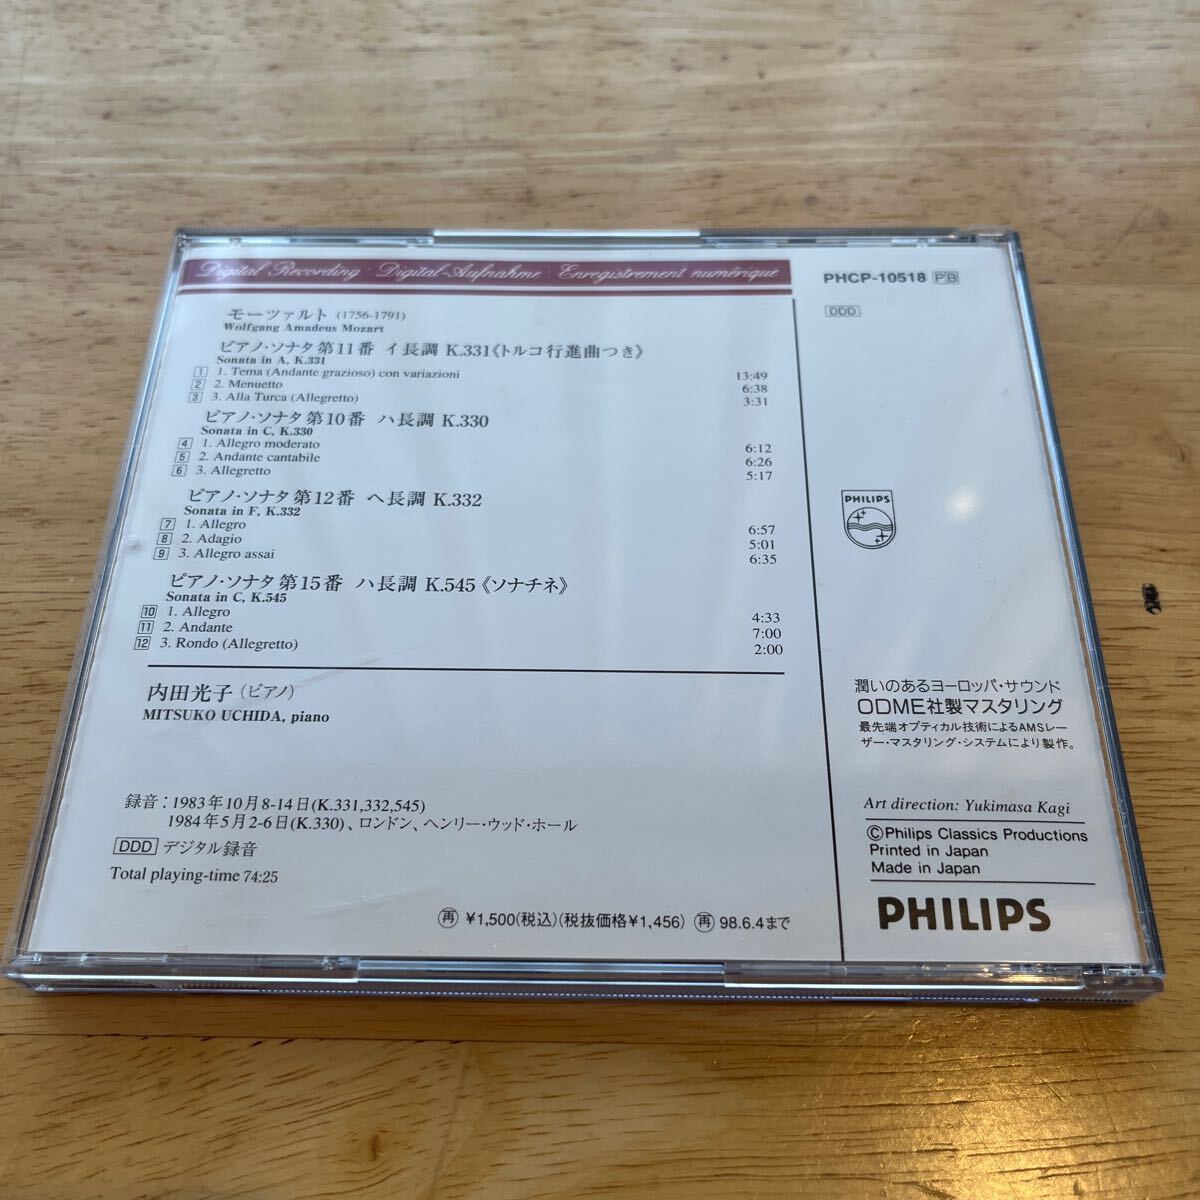 Digital Recording · Digital-Aufnahme · Enregistrement numérique
モーツァルト (1756-1791)
Wolfgang Amadeus Mozart
ピアノ・ソナタ 第11番 イ長調 K.331《トルコ行進曲つき》
Sonata in A, K.331
1 1. Tema (Andante grazioso) con variazioni 13:49
2 2. Menuetto 6:38
3 3. Alla Turca (Allegretto) 3:31
ピアノ・ソナタ 第10番 ハ長調 K.330
Sonata in C, K.330
4 1. Allegro moderato 6:12
5 2. Andante cantabile 6:26
6 3. Allegretto 5:17
ピアノ・ソナタ 第12番 ヘ長調 K.332
Sonata in F, K.332
7 1. Allegro 6:57
8 2. Adagio 5:01
9 3. Allegro assai 6:35
ピアノ・ソナタ 第15番 ハ長調 K.545《ソナチネ》
Sonata in C, K.545
10 1. Allegro 4:33
11 2. Andante 7:00
12 3. Rondo (Allegretto) 2:00
内田光子 (ピアノ)
MITSUKO UCHIDA, piano
録音：1983年10月8-14日(K.331,332,545)
1984年5月2-6日(K.330)、ロンドン、ヘンリー・ウッド・ホール
DDD デジタル録音
Total playing-time 74:25
再 ¥1,500(税込)(税抜価格¥1,456) 再 98.6.4まで
PHCP-10518 PB
DDD
PHILIPS
潤いのあるヨーロッパ・サウンド
ODME社製マスタリング
最先端オプティカル技術によるAMSレー
ザー・マスタリング・システムにより製作。
Art direction: Yukimasa Kagi
©Philips Classics Productions
Printed in Japan
Made in Japan
PHILIPS